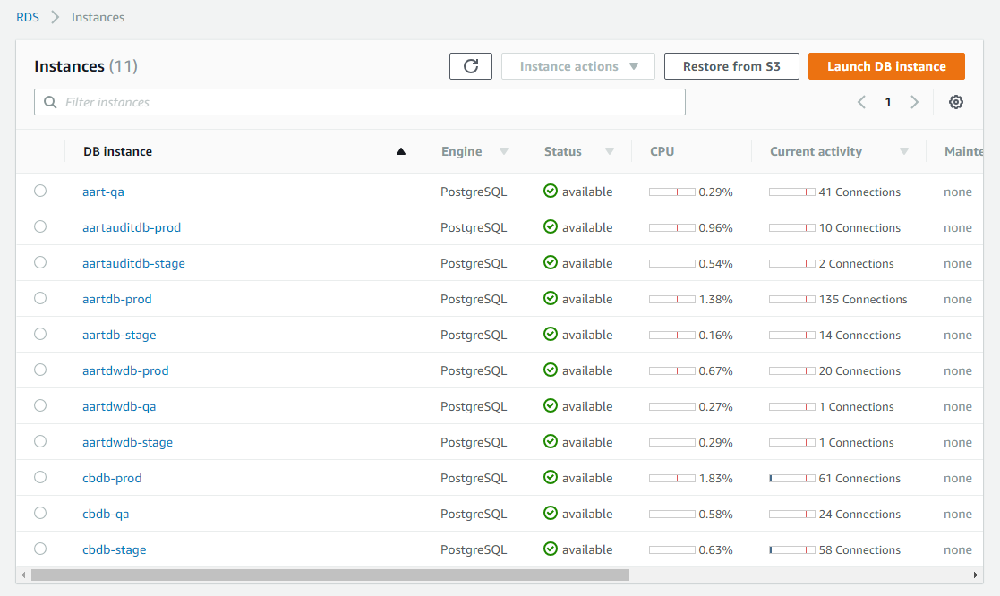 RDS Instances
Instances (11) Instance actions Restore from S3 Launch DB instance
Filter instances 1
DB instance Engine Status CPU Current activity Mainte
aart-qa PostgreSQL available 0.29% 41 Connections none
aartauditdb-prod PostgreSQL available 0.96% 10 Connections none
aartauditdb-stage PostgreSQL available 0.54% 2 Connections none
aartdb-prod PostgreSQL available 1.38% 135 Connections none
aartdb-stage PostgreSQL available 0.16% 14 Connections none
aartdwdb-prod PostgreSQL available 0.67% 20 Connections none
aartdwdb-qa PostgreSQL available 0.27% 1 Connections none
aartdwdb-stage PostgreSQL available 0.29% 1 Connections none
cbdb-prod PostgreSQL available 1.83% 61 Connections none
cbdb-qa PostgreSQL available 0.58% 24 Connections none
cbdb-stage PostgreSQL available 0.63% 58 Connections none